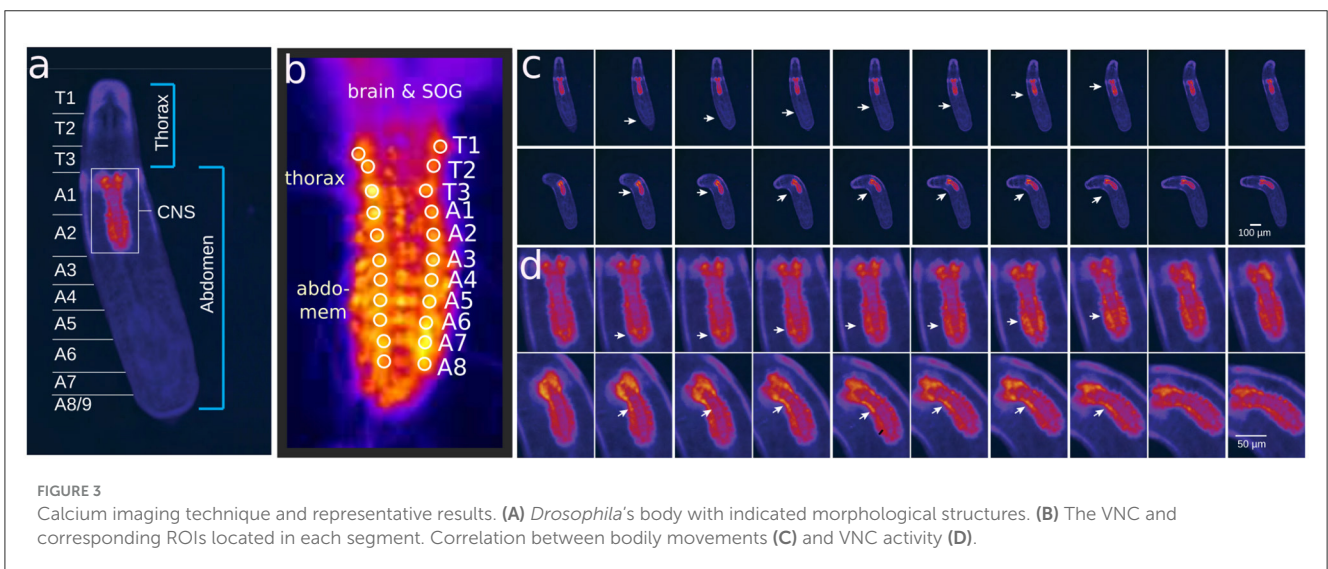 a
T1
T2
T3
A1
A2
A3
A4
A5
A6
A7
A8/9
Thorax
CNS
Abdomen
b
brain & SOG
thorax
abdo-
mem
T1
T2
T3
A1
A2
A3
A4
A5
A6
A7
A8
c
100 µm
d
50 µm
FIGURE 3
Calcium imaging technique and representative results. (A) Drosophila's body with indicated morphological structures. (B) The VNC and
corresponding ROIs located in each segment. Correlation between bodily movements (C) and VNC activity (D).